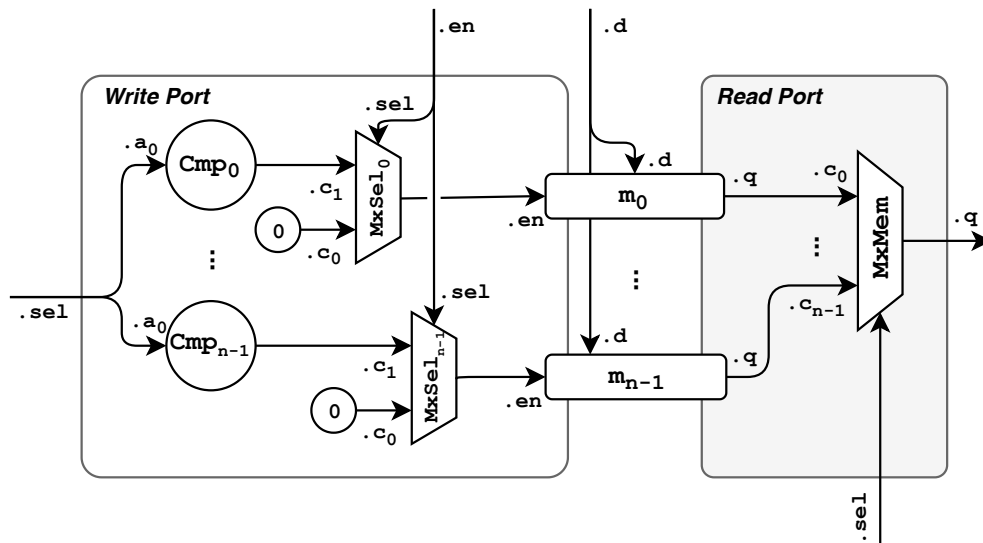 .en
.d
Write Port
Read Port
.sel
.a0
Cmp0
.c1
MxSel0
.d
m0
.q
.c0
.en
0
.c0
MxMem
.q
...
...
...
.sel
.sel
.a0
Cmpn-1
.c1
MxSeln-1
.d
mn-1
.q
.cn-1
.en
0
.c0
.sel